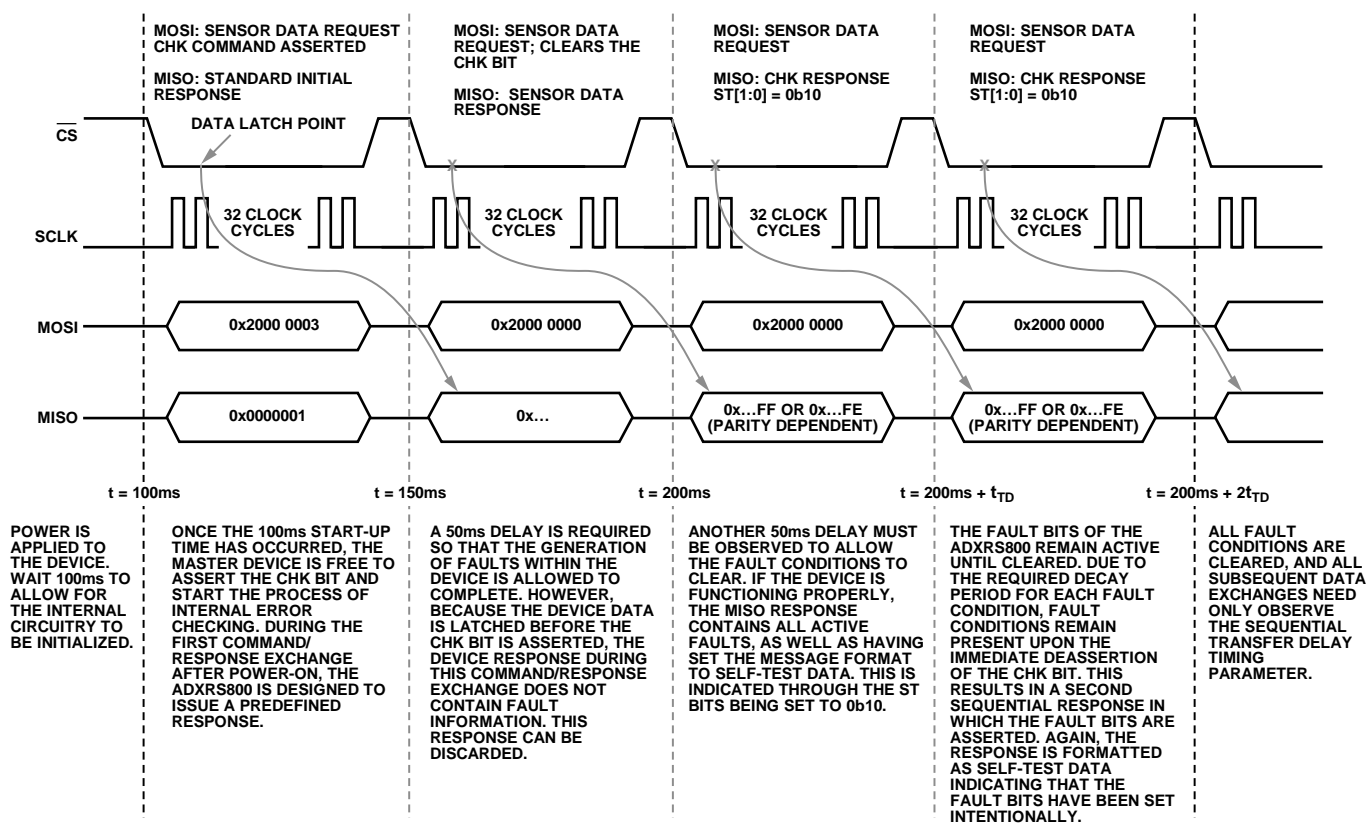 MOSI: SENSOR DATA REQUEST
CHK COMMAND ASSERTED
MISO: STANDARD INITIAL
RESPONSE
MOSI: SENSOR DATA
REQUEST; CLEARS THE
CHK BIT
MISO: SENSOR DATA
RESPONSE
MOSI: SENSOR DATA
REQUEST
MISO: CHK RESPONSE
ST[1:0] = 0b10
MOSI: SENSOR DATA
REQUEST
MISO: CHK RESPONSE
ST[1:0] = 0b10
CS
DATA LATCH POINT
X
X
X
SCLK
32 CLOCK
CYCLES
32 CLOCK
CYCLES
32 CLOCK
CYCLES
32 CLOCK
CYCLES
MOSI
0x2000 0003
0x2000 0000
0x2000 0000
0x2000 0000
MISO
0x0000001
0x…
0x…FF OR 0x…FE
(PARITY DEPENDENT)
0x…FF OR 0x…FE
(PARITY DEPENDENT)
t = 100ms
t = 150ms
t = 200ms
t = 200ms + tTD
t = 200ms + 2tTD
POWER IS
APPLIED TO
THE DEVICE.
WAIT 100ms TO
ALLOW FOR
THE INTERNAL
CIRCUITRY TO
BE INITIALIZED.
ONCE THE 100ms START-UP
TIME HAS OCCURRED, THE
MASTER DEVICE IS FREE TO
ASSERT THE CHK BIT AND
START THE PROCESS OF
INTERNAL ERROR
CHECKING. DURING THE
FIRST COMMAND/
RESPONSE EXCHANGE
AFTER POWER-ON, THE
ADXRS800 IS DESIGNED TO
ISSUE A PREDEFINED
RESPONSE.
A 50ms DELAY IS REQUIRED
SO THAT THE GENERATION
OF FAULTS WITHIN THE
DEVICE IS ALLOWED TO
COMPLETE. HOWEVER,
BECAUSE THE DEVICE DATA
IS LATCHED BEFORE THE
CHK BIT IS ASSERTED, THE
DEVICE RESPONSE DURING
THIS COMMAND/RESPONSE
EXCHANGE DOES NOT
CONTAIN FAULT
INFORMATION. THIS
RESPONSE CAN BE
DISCARDED.
ANOTHER 50ms DELAY MUST
BE OBSERVED TO ALLOW
THE FAULT CONDITIONS TO
CLEAR. IF THE DEVICE IS
FUNCTIONING PROPERLY,
THE MISO RESPONSE
CONTAINS ALL ACTIVE
FAULTS, AS WELL AS HAVING
SET THE MESSAGE FORMAT
TO SELF-TEST DATA. THIS IS
INDICATED THROUGH THE ST
BITS BEING SET TO 0b10.
THE FAULT BITS OF THE
ADXRS800 REMAIN ACTIVE
UNTIL CLEARED. DUE TO
THE REQUIRED DECAY
PERIOD FOR EACH FAULT
CONDITION, FAULT
CONDITIONS REMAIN
PRESENT UPON THE
IMMEDIATE DEASSERTION
OF THE CHK BIT. THIS
RESULTS IN A SECOND
SEQUENTIAL RESPONSE IN
WHICH THE FAULT BITS ARE
ASSERTED. AGAIN, THE
RESPONSE IS FORMATTED
AS SELF-TEST DATA
INDICATING THAT THE
FAULT BITS HAVE BEEN SET
INTENTIONALLY.
ALL FAULT
CONDITIONS ARE
CLEARED, AND ALL
SUBSEQUENT DATA
EXCHANGES NEED
ONLY OBSERVE
THE SEQUENTIAL
TRANSFER DELAY
TIMING
PARAMETER.